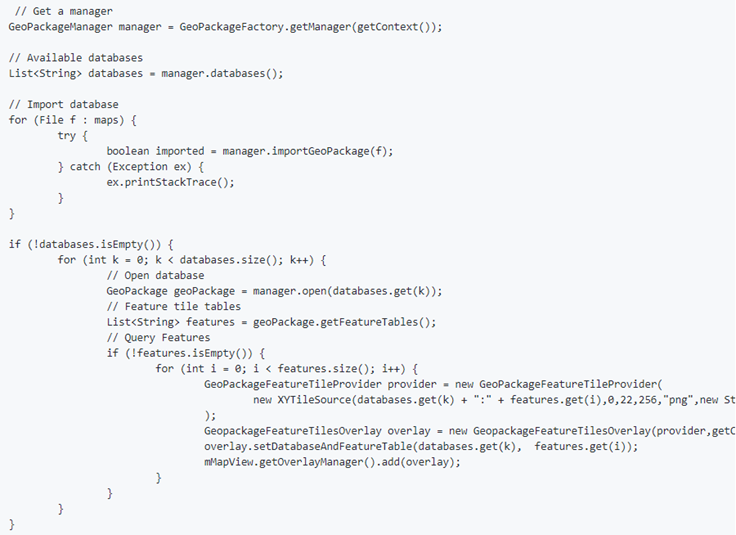 // Get a manager
GeoPackageManager manager = GeoPackageFactory.getManager(getContext());
// Available databases
List<String> databases = manager.databases();
// Import database
for (File f : maps) {
try {
boolean imported = manager.importGeoPackage(f);
} catch (Exception ex) {
ex.printStackTrace();
}
}
if (!databases.isEmpty()) {
for (int k = 0; k < databases.size(); k++) {
// Open database
GeoPackage geoPackage = manager.open(databases.get(k));
// Feature tile tables
List<String> features = geoPackage.getFeatureTables();
// Query Features
if (!features.isEmpty()) {
for (int i = 0; i < features.size(); i++) {
GeoPackageFeatureTileProvider provider = new GeoPackageFeatureTileProvider(
new XYTileSource(databases.get(k) + ":" + features.get(i),0,22,256,"png",new St
);
GeopackageFeatureTilesOverlay overlay = new GeopackageFeatureTilesOverlay(provider,getC
overlay.setDatabaseAndFeatureTable(databases.get(k),  features.get(i));
mMapView.getOverlayManager().add(overlay);
}
}
}
}